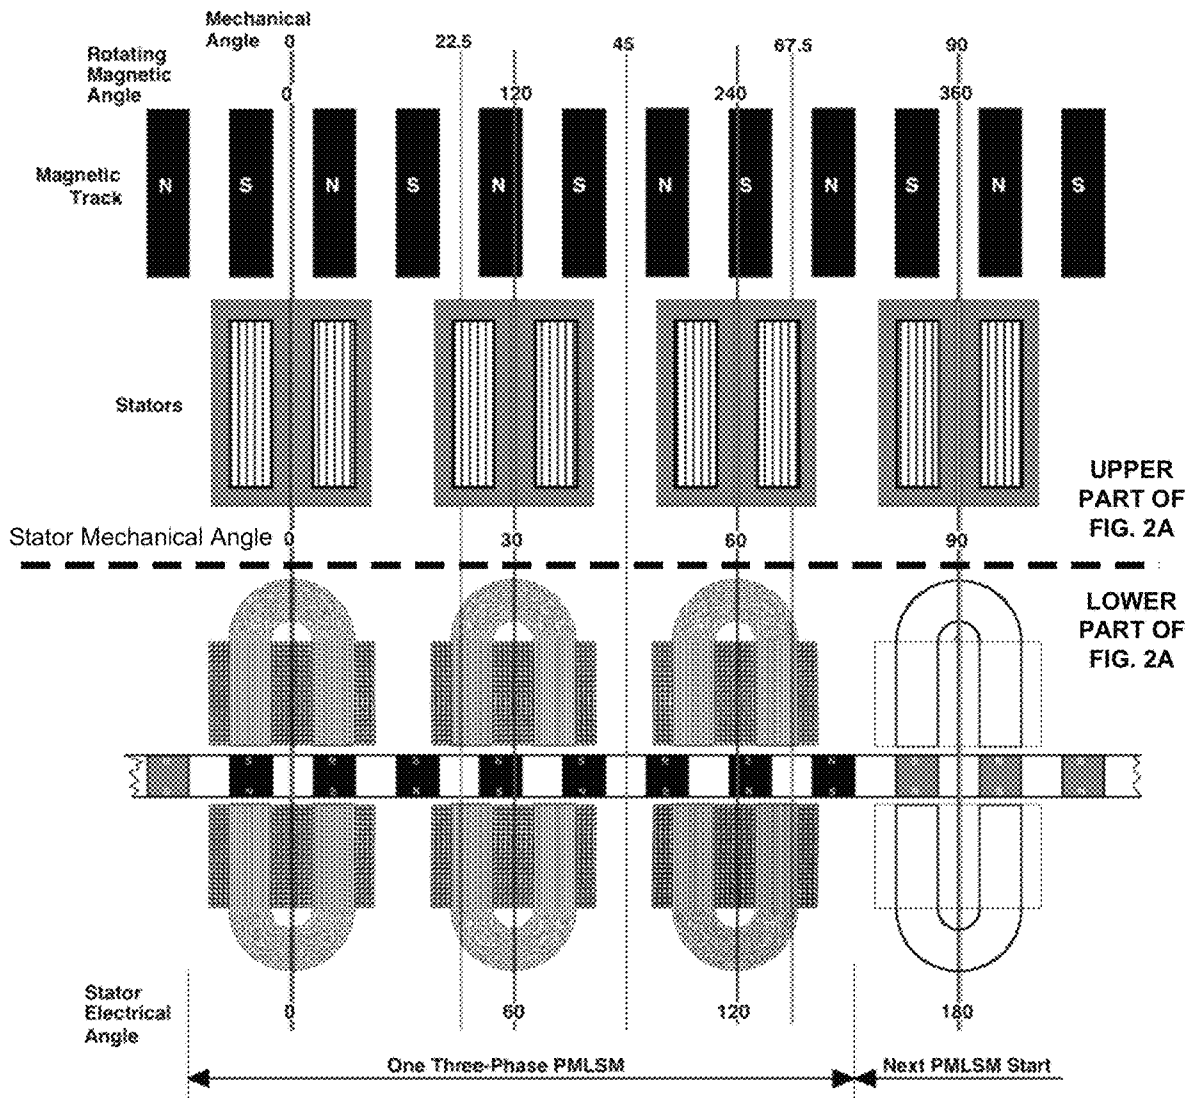 Mechanical
Angle 0 22.5 45 67.5 90
Rotating
Magnetic
Angle 0 120 240 360
Magnetic
Track
N S N S N S N S N S N S
Stators
UPPER
PART OF
FIG. 2A
Stator Mechanical Angle 0 30 60 90
LOWER
PART OF
FIG. 2A
Stator
Electrical
Angle
0 60 120 180
One Three-Phase PMLSM Next PMLSM Start